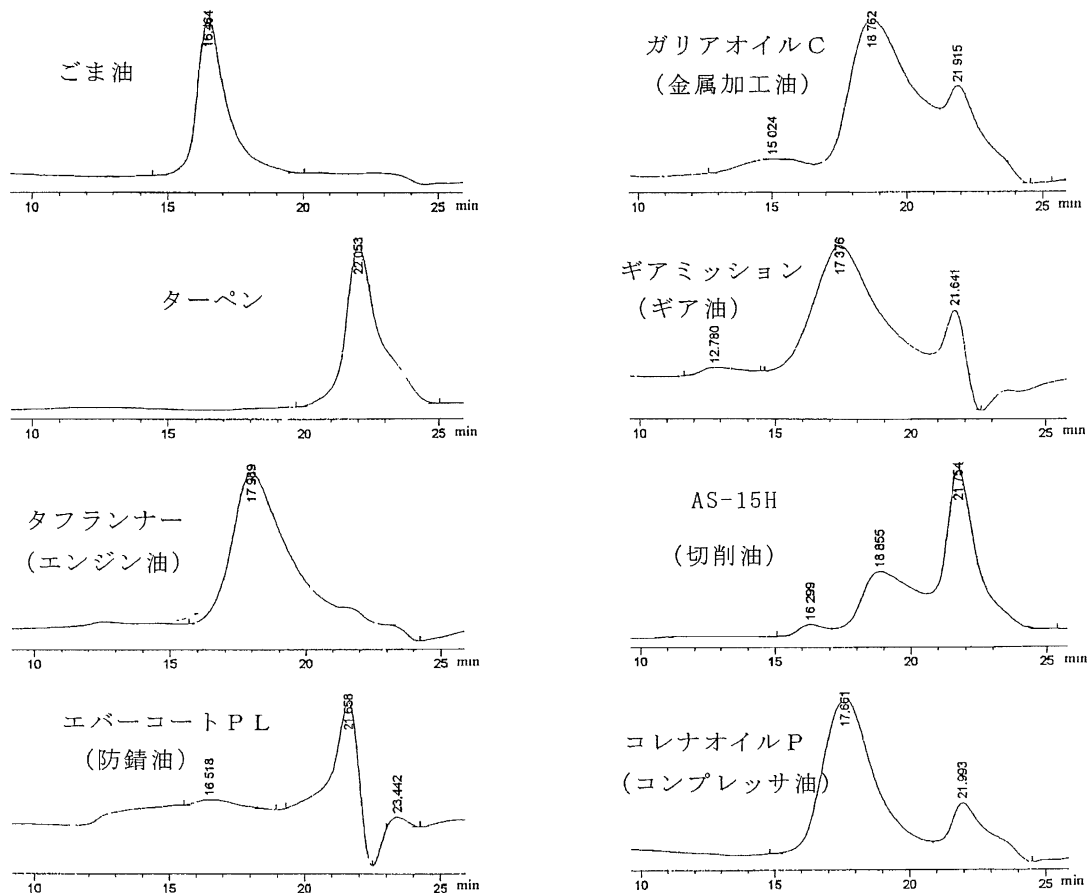 16.464
ごま油
10 15 20 25 min
22.053
ターペン
10 15 20 25 min
17.989
タフランナー
(エンジン油)
10 15 20 25 min
エバーコートPL
(防錆油)
16 518
21 658
23.442
10 15 20 25 min
ガリアオイルC
(金属加工油)
15 024
18 762
21 915
10 15 20 25 min
ギアミッション
(ギア油)
12.780
17 376
21.641
10 15 20 25 min
AS-15H
(切削油)
16 299
18 855
21.754
10 15 20 25 min
コレナオイルP
(コンプレッサ油)
17.661
21.993
10 15 20 25 min